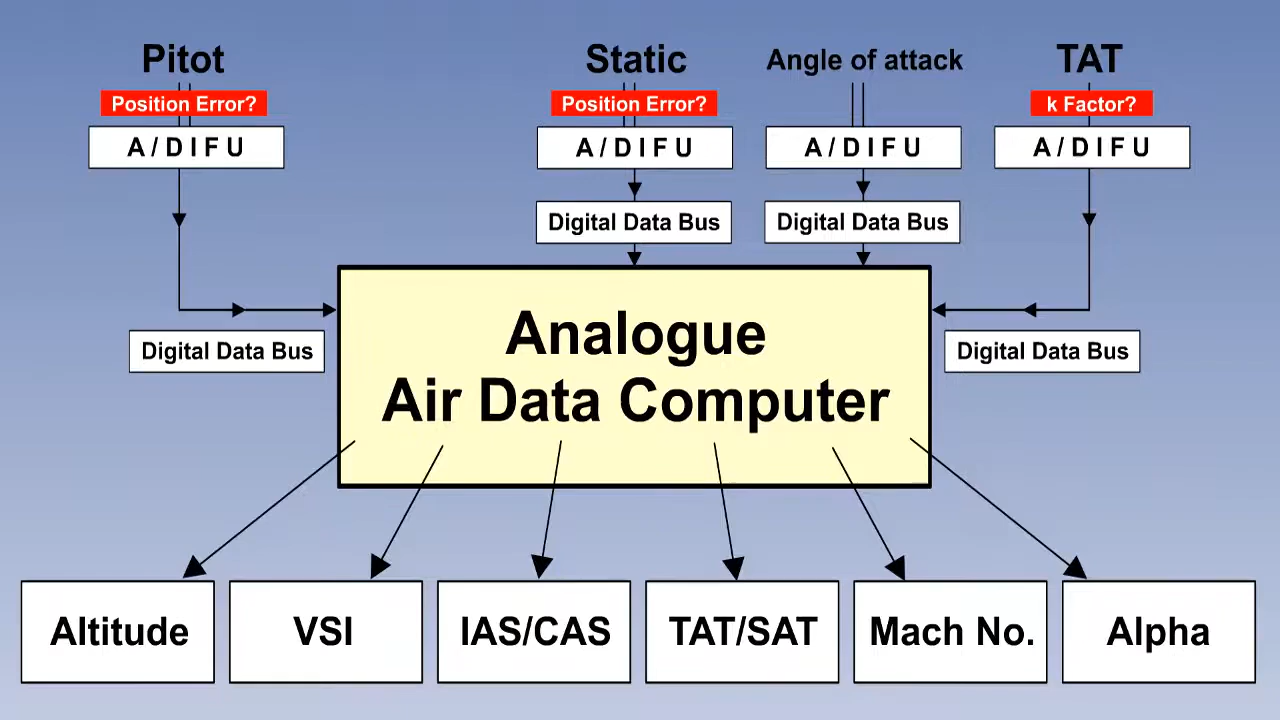 Pitot
Static
Angle of attack
TAT
Position Error?
Position Error?
k Factor?
A / D I F U
A / D I F U
A / D I F U
A / D I F U
Digital Data Bus
Digital Data Bus
Digital Data Bus
Digital Data Bus
Analogue
Air Data Computer
Altitude
VSI
IAS/CAS
TAT/SAT
Mach No.
Alpha